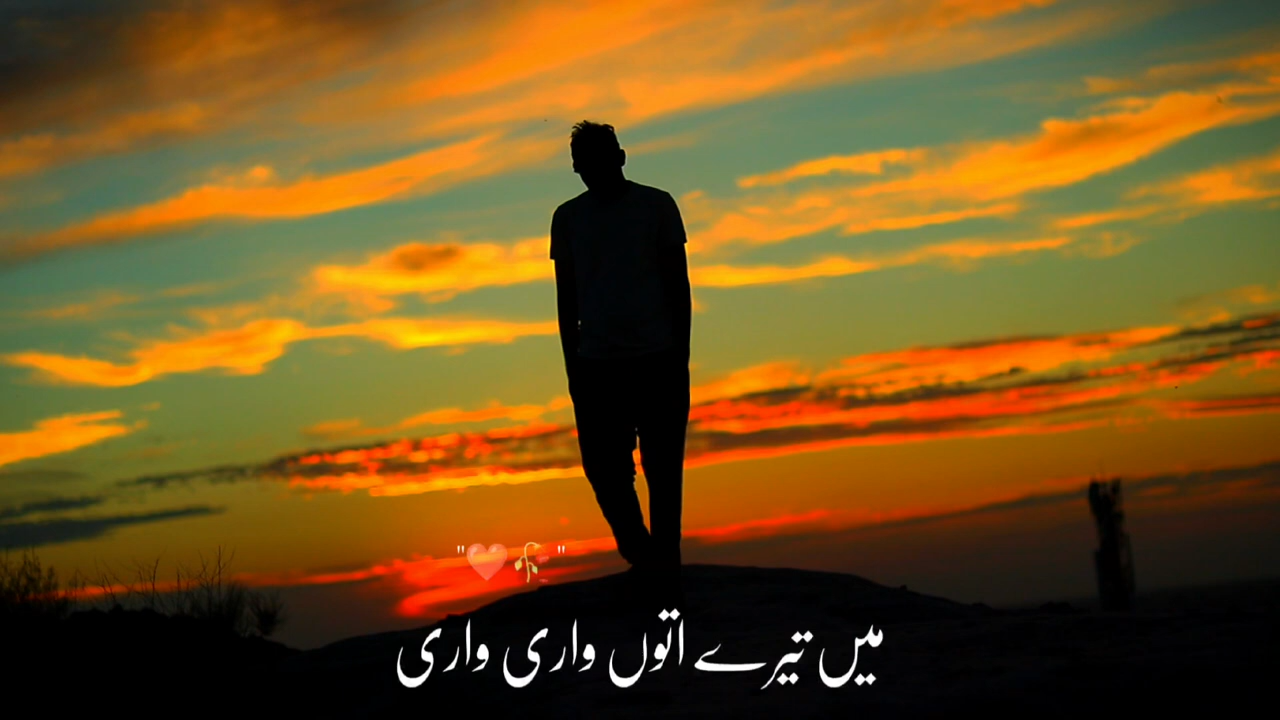 "🩷🥀"
میں تیرے اتوں واری واری